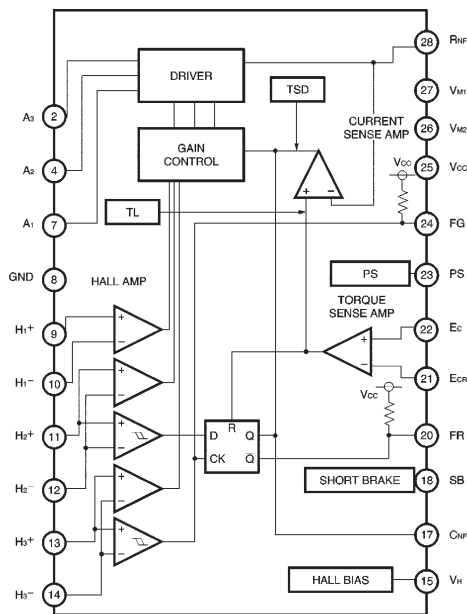 28 RNF
DRIVER
TSD
27 VM1
A3 2
CURRENT
SENSE AMP
26 VM2
GAIN
CONTROL
VCC
25 VCC
A2 4
+ −
TL
A1 7
24 FG
GND 8
PS
23 PS
HALL AMP
TORQUE
SENSE AMP
H1+ 9
+
−
22 EC
+
−
H1− 10
21 ECR
+
−
VCC
H2+ 11
+
−
R
D Q
CK Q
20 FR
H2− 12
SHORT BRAKE
18 SB
+
−
H3+ 13
17 CNF
+
−
H3− 14
HALL BIAS
15 VH